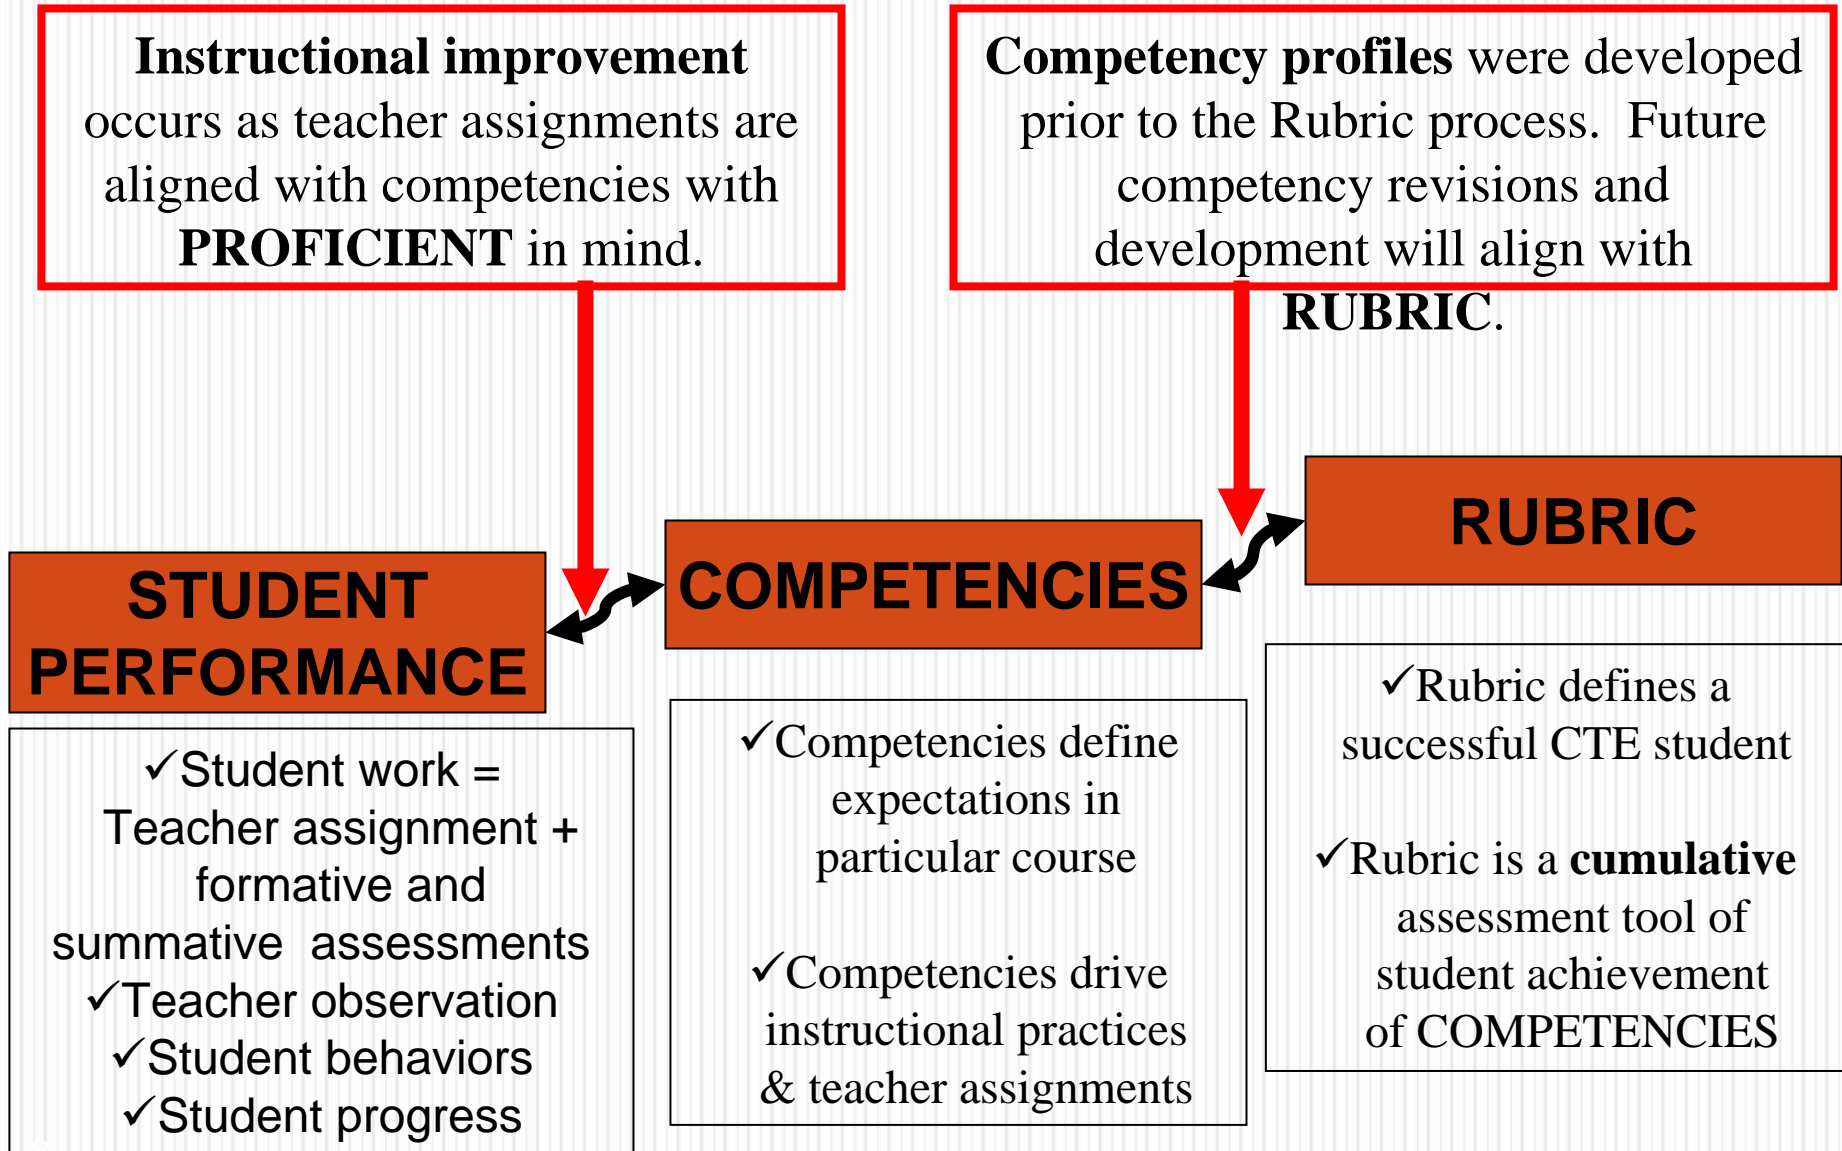 Instructional improvement
occurs as teacher assignments are
aligned with competencies with
PROFICIENT in mind.
Competency profiles were developed
prior to the Rubric process. Future
competency revisions and
development will align with
RUBRIC.
STUDENT
PERFORMANCE
COMPETENCIES
RUBRIC
✓Student work =
Teacher assignment +
formative and
summative assessments
✓Teacher observation
✓Student behaviors
✓Student progress
✓Competencies define
expectations in
particular course
✓Competencies drive
instructional practices
& teacher assignments
✓Rubric defines a
successful CTE student
✓Rubric is a cumulative
assessment tool of
student achievement
of COMPETENCIES